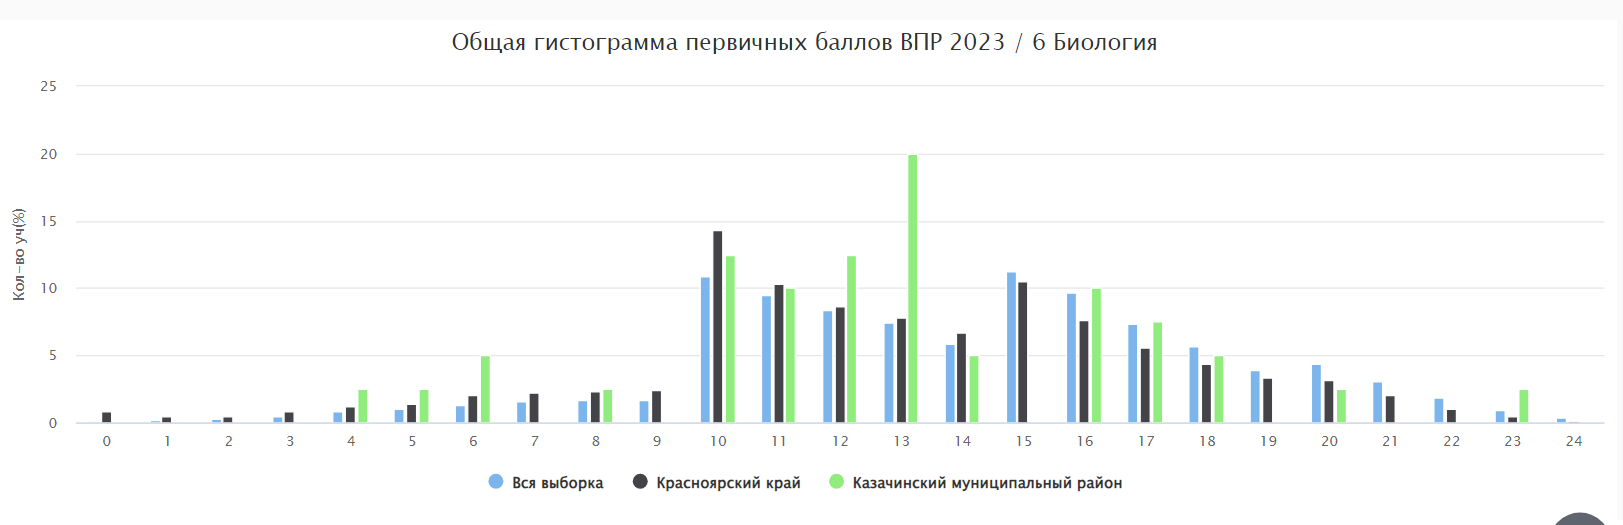 Общая гистограмма первичных баллов ВПР 2023 / 6 Биология
Кол-во уч(%)
25
20
15
10
5
0
0 1 2 3 4 5 6 7 8 9 10 11 12 13 14 15 16 17 18 19 20 21 22 23 24
Вся выборка Красноярский край Казачинский муниципальный район